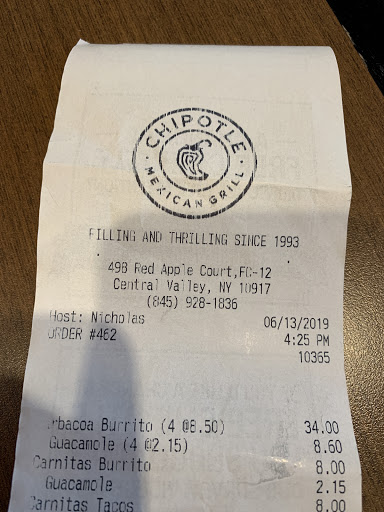 CHIPOTLE
MEXICAN GRILL
FILLING AND THRILLING SINCE 1993
498 Red Apple Court,FC-12
Central Valley, NY 10917
(845) 928-1836
Host: Nicholas 06/13/2019
ORDER #462 4:25 PM
10365
rbacoa Burrito (4 @8.50) 34.00
Guacamole (4 @2.15) 8.60
Carnitas Burrito 8.00
Guacamole 2.15
Carnitas Tacos 8.00